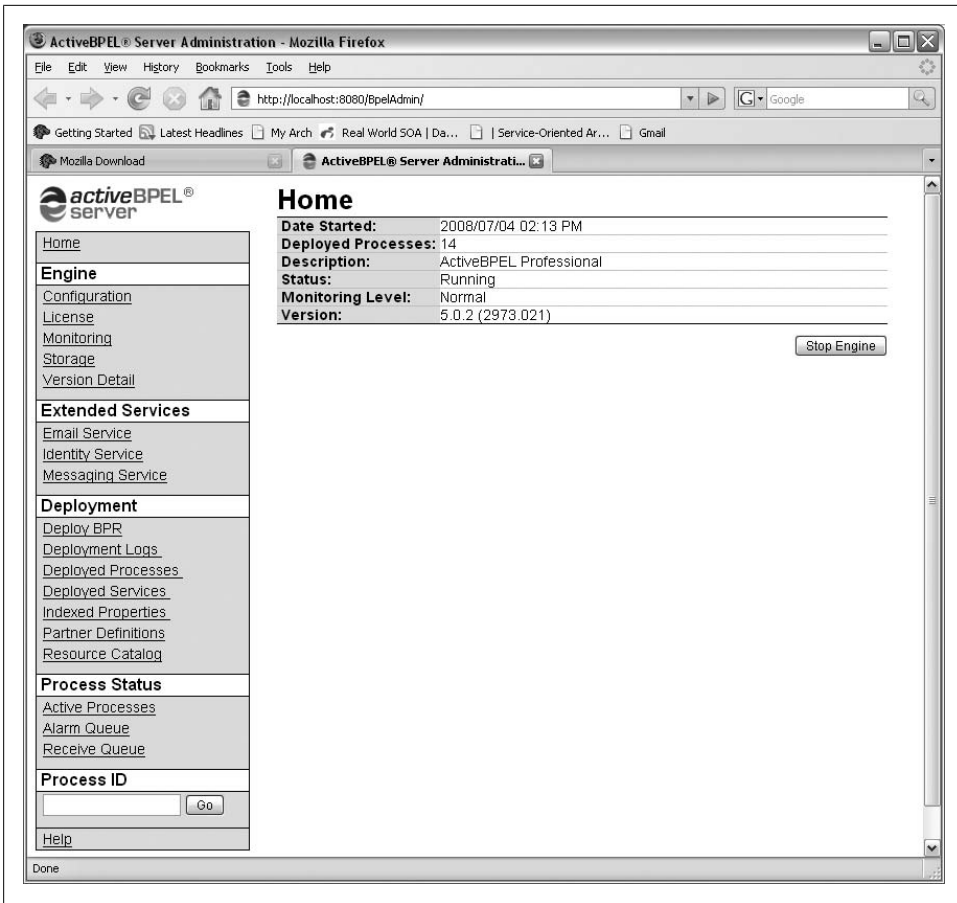 ActiveBPEL® Server Administration - Mozilla Firefox
File Edit View History Bookmarks Tools Help
http://localhost:8080/BpelAdmin/ G Google
Getting Started Latest Headlines My Arch Real World SOA | Da... | Service-Oriented Ar... Gmail
Mozilla Download ActiveBPEL® Server Administrati...
activeBPEL®
server
Home
Engine
Configuration
License
Monitoring
Storage
Version Detail
Extended Services
Email Service
Identity Service
Messaging Service
Deployment
Deploy BPR
Deployment Logs
Deployed Processes
Deployed Services
Indexed Properties
Partner Definitions
Resource Catalog
Process Status
Active Processes
Alarm Queue
Receive Queue
Process ID
Go
Help
Home
Date Started: 2008/07/04 02:13 PM
Deployed Processes: 14
Description: ActiveBPEL Professional
Status: Running
Monitoring Level: Normal
Version: 5.0.2 (2973.021)
Stop Engine
Done